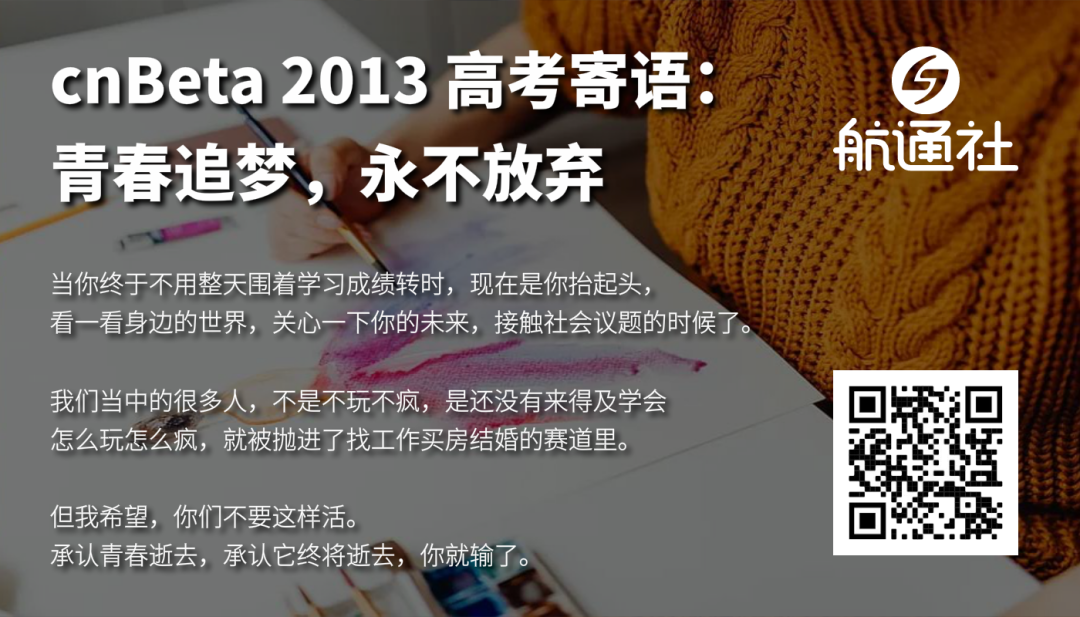 cnBeta 2013 高考寄语：
青春追梦，永不放弃
航通社
当你终于不用整天围着学习成绩转时，现在是你抬起头，
看一看身边的世界，关心一下你的未来，接触社会议题的时候了。
我们当中的很多人，不是不玩不疯，是还没有来得及学会
怎么玩怎么疯，就被抛进了找工作买房结婚的赛道里。
但我希望，你们不要这样活。
承认青春逝去，承认它终将逝去，你就输了。